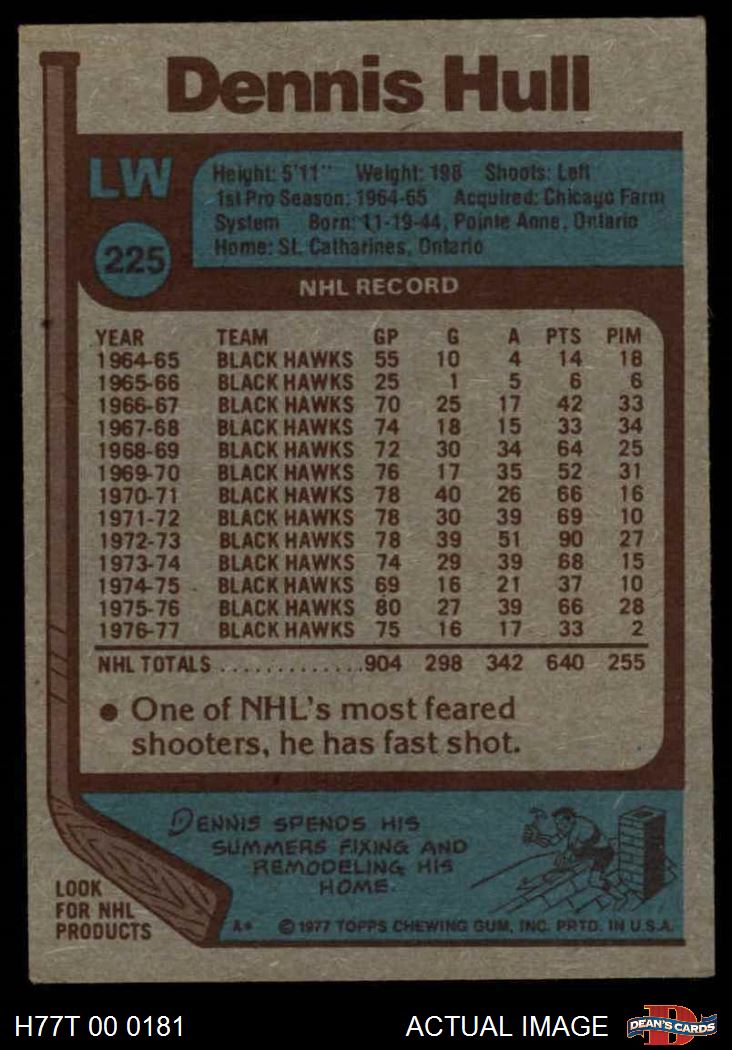 Dennis Hull
LW
225
Height: 5'11" Weight: 198 Shoots: Left
1st Pro Season: 1964-65 Acquired: Chicago Farm
System Born: 11-19-44, Pointe Anne, Ontario
Home: St. Catharines, Ontario
NHL RECORD
YEAR TEAM GP G A PTS PIM
1964-65 BLACK HAWKS 55 10 4 14 18
1965-66 BLACK HAWKS 25 1 5 6 6
1966-67 BLACK HAWKS 70 25 17 42 33
1967-68 BLACK HAWKS 74 18 15 33 34
1968-69 BLACK HAWKS 72 30 34 64 25
1969-70 BLACK HAWKS 76 17 35 52 31
1970-71 BLACK HAWKS 78 40 26 66 16
1971-72 BLACK HAWKS 78 30 39 69 10
1972-73 BLACK HAWKS 78 39 51 90 27
1973-74 BLACK HAWKS 74 29 39 68 15
1974-75 BLACK HAWKS 69 16 21 37 10
1975-76 BLACK HAWKS 80 27 39 66 28
1976-77 BLACK HAWKS 75 16 17 33 2
NHL TOTALS.............904 298 342 640 255
● One of NHL's most feared
shooters, he has fast shot.
DENNIS SPENDS HIS
SUMMERS FIXING AND
REMODELING HIS
HOME.
LOOK
FOR NHL
PRODUCTS
A* ©1977 TOPPS CHEWING GUM, INC. PRTD. IN U.S.A.
H77T 00 0181 ACTUAL IMAGE
D
DEAN'S CARDS